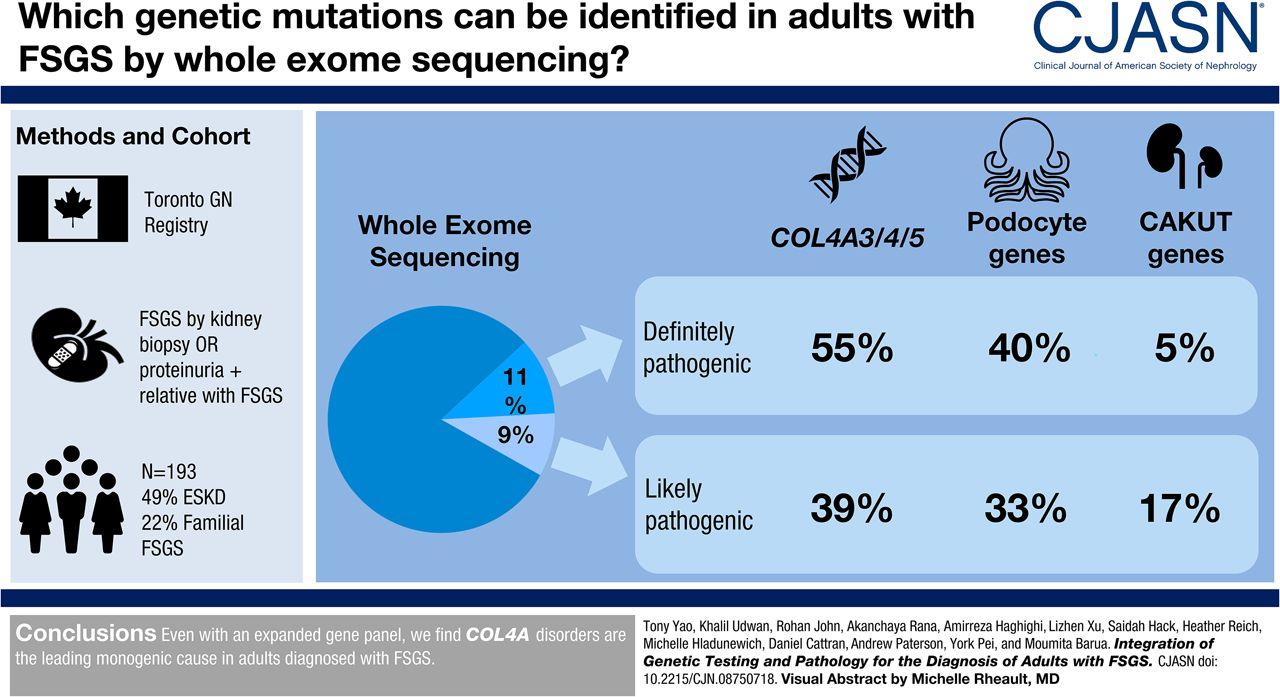 Which genetic mutations can be identified in adults with
FSGS by whole exome sequencing?
CJASN®
Clinical Journal of American Society of Nephrology
Methods and Cohort
Toronto GN
Registry
FSGS by kidney
biopsy OR
proteinuria +
relative with FSGS
N=193
49% ESKD
22% Familial
FSGS
Whole Exome
Sequencing
11
%
9%
COL4A3/4/5
Podocyte
genes
CAKUT
genes
Definitely
pathogenic
55%
40%
5%
Likely
pathogenic
39%
33%
17%
Conclusions Even with an expanded gene panel, we find COL4A disorders are
the leading monogenic cause in adults diagnosed with FSGS.
Tony Yao, Khalil Udwan, Rohan John, Akanchaya Rana, Amirreza Haghighi, Lizhen Xu, Saidah Hack, Heather Reich,
Michelle Hladunewich, Daniel Cattran, Andrew Paterson, York Pei, and Moumita Barua. Integration of
Genetic Testing and Pathology for the Diagnosis of Adults with FSGS. CJASN doi:
10.2215/CJN.08750718. Visual Abstract by Michelle Rheault, MD